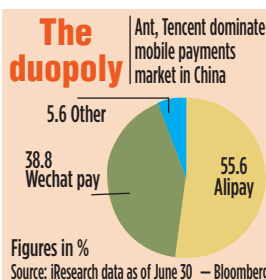 The
duopoly
Ant, Tencent dominate
mobile payments
market in China
5.6 Other
38.8
Wechat pay
55.6
Alipay
Figures in %
Source: iResearch data as of June 30 — Bloomberg